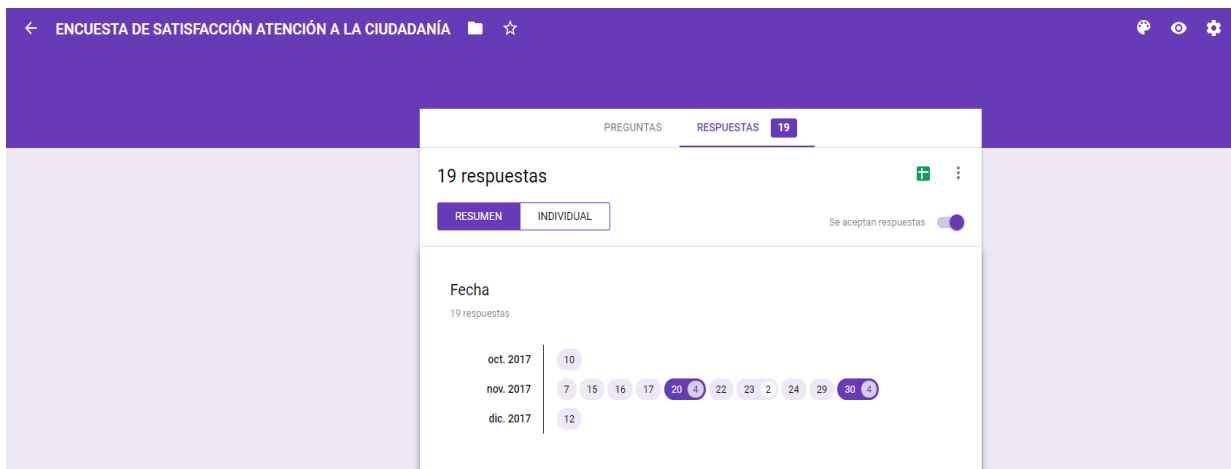 ENCUESTA DE SATISFACCIÓN ATENCIÓN A LA CIUDADANÍA
PREGUNTAS RESPUESTAS 19
19 respuestas
RESUMEN INDIVIDUAL
Se aceptan respuestas
Fecha
19 respuestas
oct. 2017 10
nov. 2017 7 15 16 17 20 4 22 23 2 24 29 30 4
dic. 2017 12